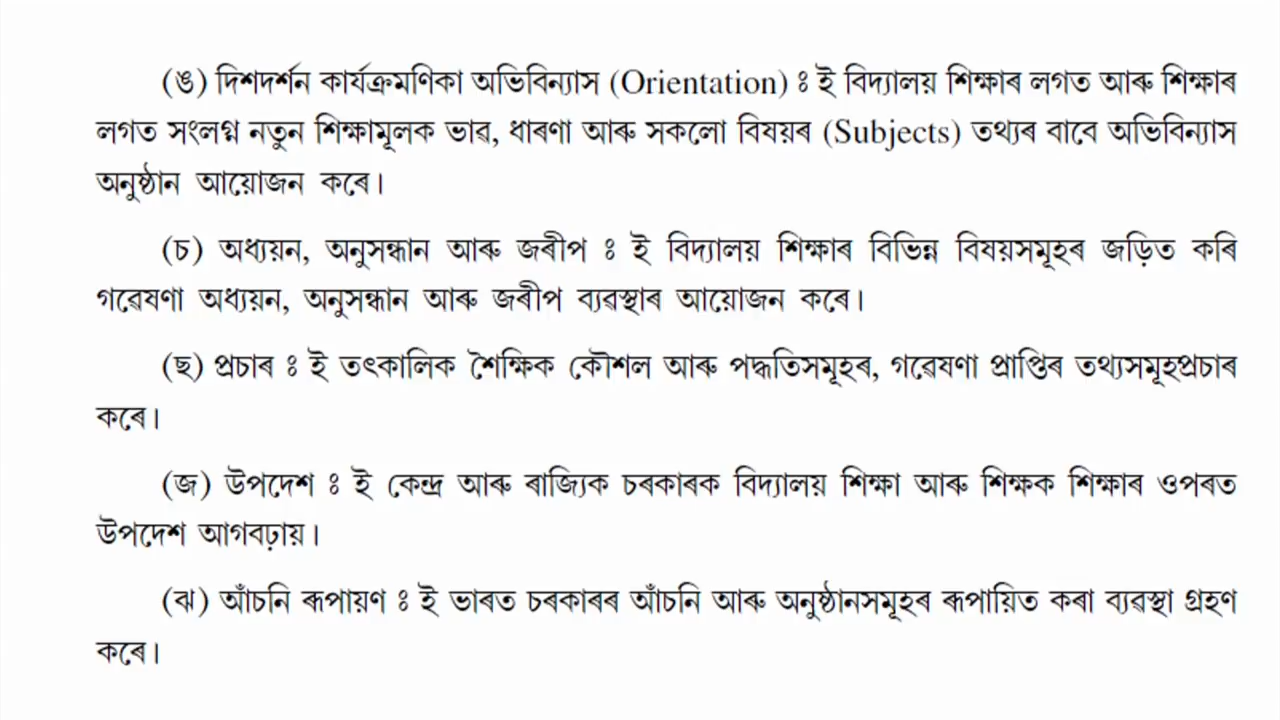 (ঙ) দিশদৰ্শন কাৰ্যক্ৰমণিকা অভিবিন্যাস (Orientation) ঃ ই বিদ্যালয় শিক্ষাৰ লগত আৰু শিক্ষাৰ
লগত সংলগ্ন নতুন শিক্ষামূলক ভাৱ, ধাৰণা আৰু সকলো বিষয়ৰ (Subjects) তথ্যৰ বাবে অভিবিন্যাস
অনুষ্ঠান আয়োজন কৰে।
(চ) অধ্যয়ন, অনুসন্ধান আৰু জৰীপ ঃ ই বিদ্যালয় শিক্ষাৰ বিভিন্ন বিষয়সমূহৰ জড়িত কৰি
গৱেষণা অধ্যয়ন, অনুসন্ধান আৰু জৰীপ ব্যৱস্থাৰ আয়োজন কৰে।
(ছ) প্ৰচাৰ ঃ ই তৎকালিক শৈক্ষিক কৌশল আৰু পদ্ধতিসমূহৰ, গৱেষণা প্ৰাপ্তিৰ তথ্যসমূহপ্ৰচাৰ
কৰে।
(জ) উপদেশ ঃ ই কেন্দ্ৰ আৰু ৰাজ্যিক চৰকাৰক বিদ্যালয় শিক্ষা আৰু শিক্ষক শিক্ষাৰ ওপৰত
উপদেশ আগবঢ়ায়।
(ঝ) আঁচনি ৰূপায়ণ ঃ ই ভাৰত চৰকাৰৰ আঁচনি আৰু অনুষ্ঠানসমূহৰ ৰূপায়িত কৰা ব্যৱস্থা গ্ৰহণ
কৰে।